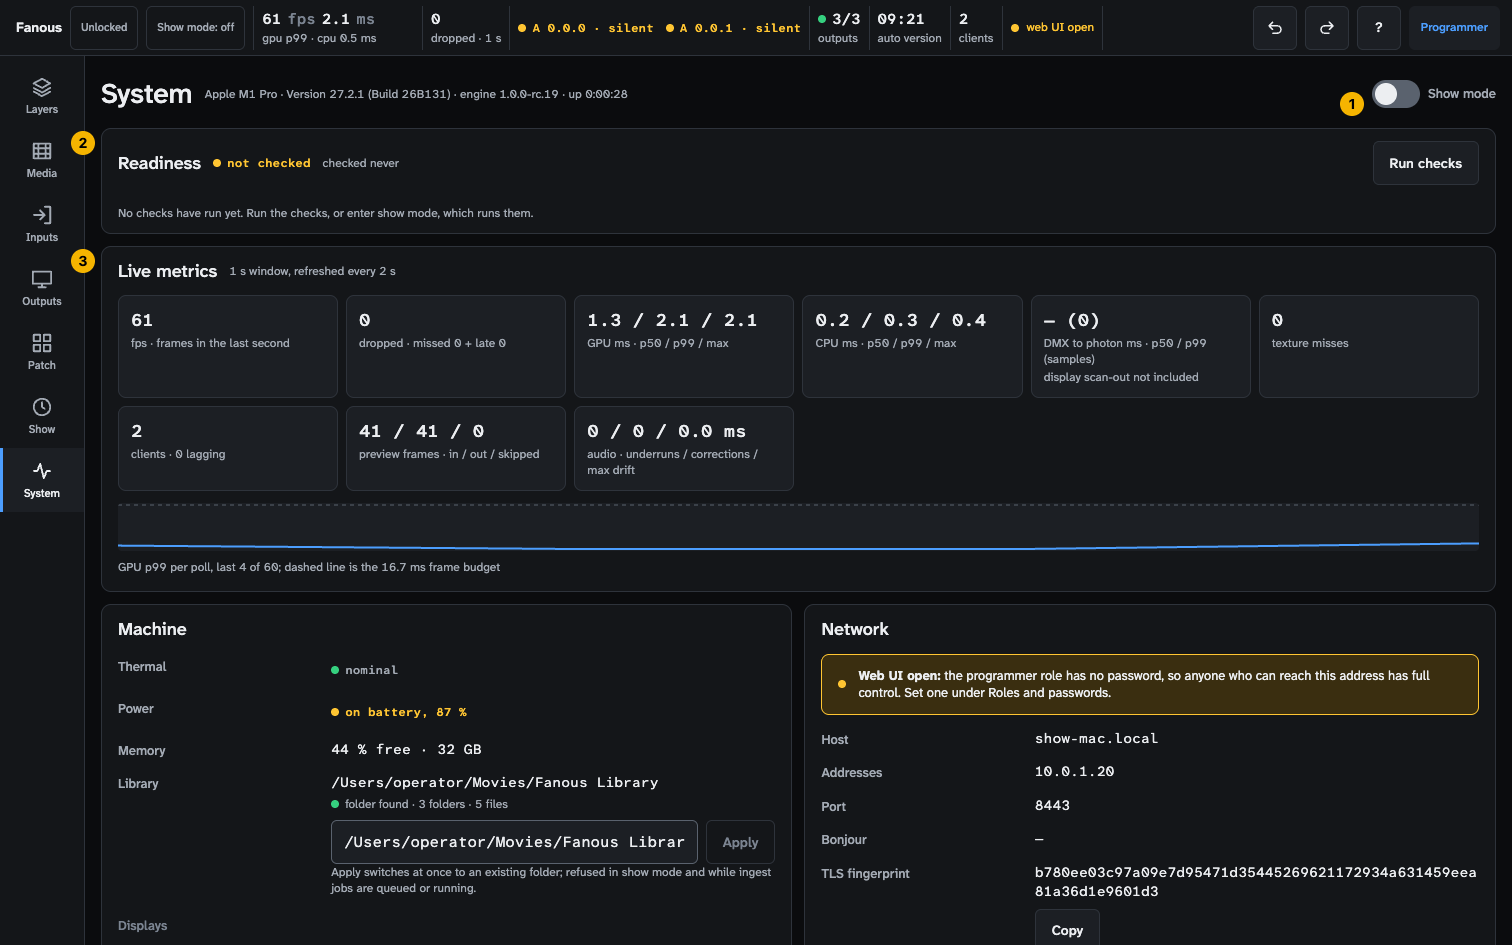 Fanous
Unlocked
Show mode: off
61 fps 2.1 ms
gpu p99 · cpu 0.5 ms
0
dropped · 1 s
A 0.0.0 · silent
A 0.0.1 · silent
3/3
outputs
09:21
auto version
2
clients
web UI open
?
Programmer
Layers
Media
Inputs
Outputs
Patch
Show
System
System
Apple M1 Pro · Version 27.2.1 (Build 26B131) · engine 1.0.0-rc.19 · up 0:00:28
1
Show mode
2
Readiness
not checked
checked never
Run checks
No checks have run yet. Run the checks, or enter show mode, which runs them.
3
Live metrics
1 s window, refreshed every 2 s
61
fps · frames in the last second
0
dropped · missed 0 + late 0
1.3 / 2.1 / 2.1
GPU ms · p50 / p99 / max
0.2 / 0.3 / 0.4
CPU ms · p50 / p99 / max
— (0)
DMX to photon ms · p50 / p99
(samples)
display scan-out not included
0
texture misses
2
clients · 0 lagging
41 / 41 / 0
preview frames · in / out / skipped
0 / 0 / 0.0 ms
audio · underruns / corrections /
max drift
GPU p99 per poll, last 4 of 60; dashed line is the 16.7 ms frame budget
Machine
Thermal
nominal
Power
on battery, 87 %
Memory
44 % free · 32 GB
Library
/Users/operator/Movies/Fanous Library
folder found · 3 folders · 5 files
/Users/operator/Movies/Fanous Librar
Apply
Apply switches at once to an existing folder; refused in show mode and while ingest
jobs are queued or running.
Displays
Network
Web UI open: the programmer role has no password, so anyone who can reach this address has full
control. Set one under Roles and passwords.
Host
show-mac.local
Addresses
10.0.1.20
Port
8443
Bonjour
—
TLS fingerprint
b780ee03c97a09e7d95471d35445269621172934a631459eea
81a36d1e9601d3
Copy